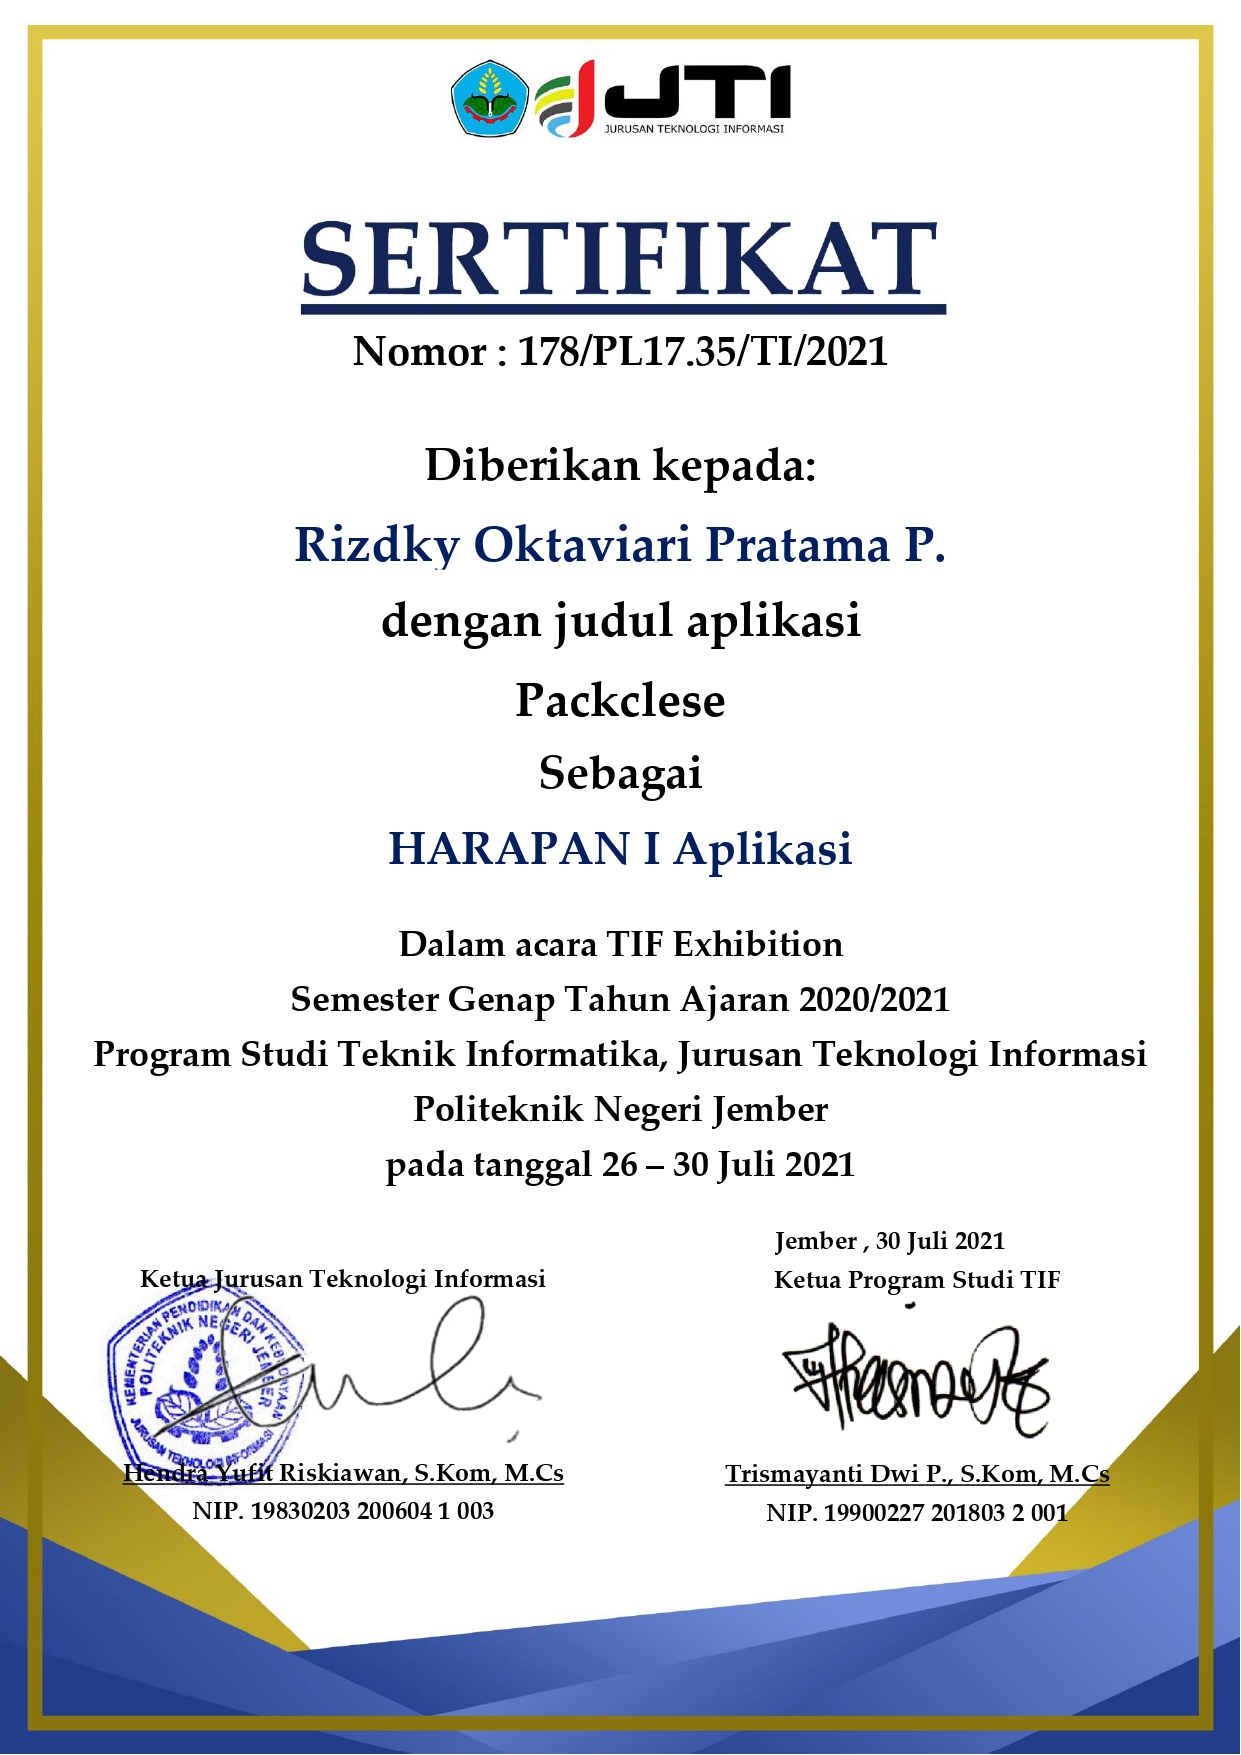 JTI
JURUSAN TEKNOLOGI INFORMASI
SERTIFIKAT
Nomor : 178/PL17.35/TI/2021
Diberikan kepada:
Rizdky Oktaviari Pratama P.
dengan judul aplikasi
Packclese
Sebagai
HARAPAN I Aplikasi
Dalam acara TIF Exhibition
Semester Genap Tahun Ajaran 2020/2021
Program Studi Teknik Informatika, Jurusan Teknologi Informasi
Politeknik Negeri Jember
pada tanggal 26 – 30 Juli 2021
Jember , 30 Juli 2021
Ketua Jurusan Teknologi Informasi
Ketua Program Studi TIF
KEMENTERIAN PENDIDIKAN DAN KEBUDAYAAN
POLITEKNIK NEGERI JEMBER
JURUSAN TEKNOLOGI INFORMASI
Hendra Yufit Riskiawan, S.Kom, M.Cs
NIP. 19830203 200604 1 003
Trismayanti Dwi P., S.Kom, M.Cs
NIP. 19900227 201803 2 001